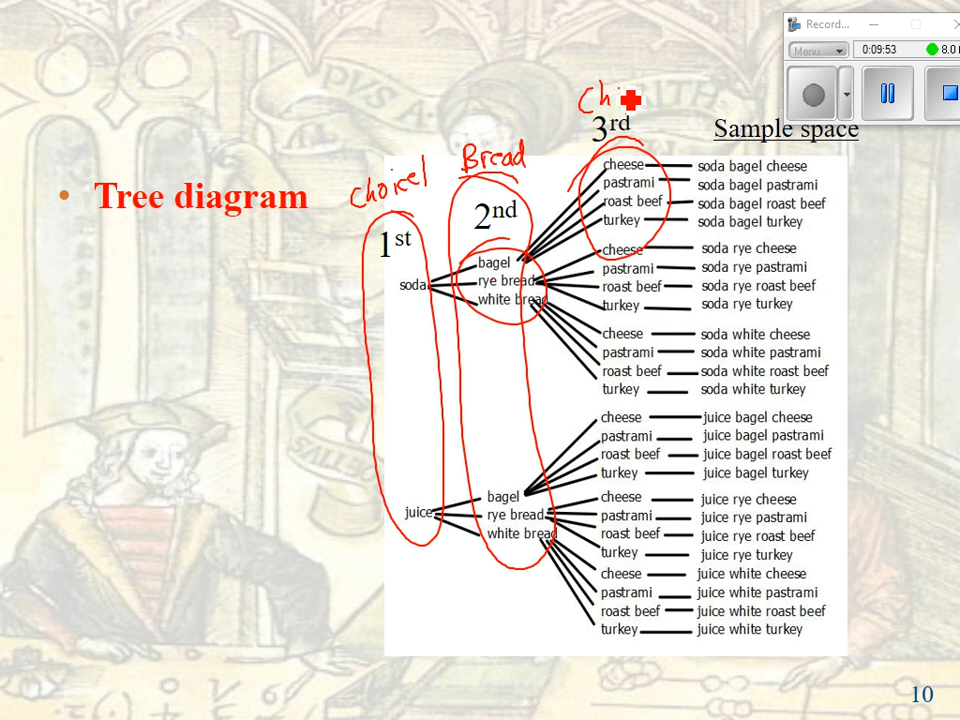 Record...
Menu
0:09:53
8.0
Chi
3rd
Sample space
Bread
Choice1
2nd
1st
• Tree diagram
cheese soda bagel cheese
pastrami soda bagel pastrami
roast beef soda bagel roast beef
turkey soda bagel turkey
bagel
rye bread
white bread
soda
cheese soda rye cheese
pastrami soda rye pastrami
roast beef soda rye roast beef
turkey soda rye turkey
cheese soda white cheese
pastrami soda white pastrami
roast beef soda white roast beef
turkey soda white turkey
cheese juice bagel cheese
pastrami juice bagel pastrami
roast beef juice bagel roast beef
turkey juice bagel turkey
bagel
rye bread
white bread
juice
cheese juice rye cheese
pastrami juice rye pastrami
roast beef juice rye roast beef
turkey juice rye turkey
cheese juice white cheese
pastrami juice white pastrami
roast beef juice white roast beef
turkey juice white turkey
10